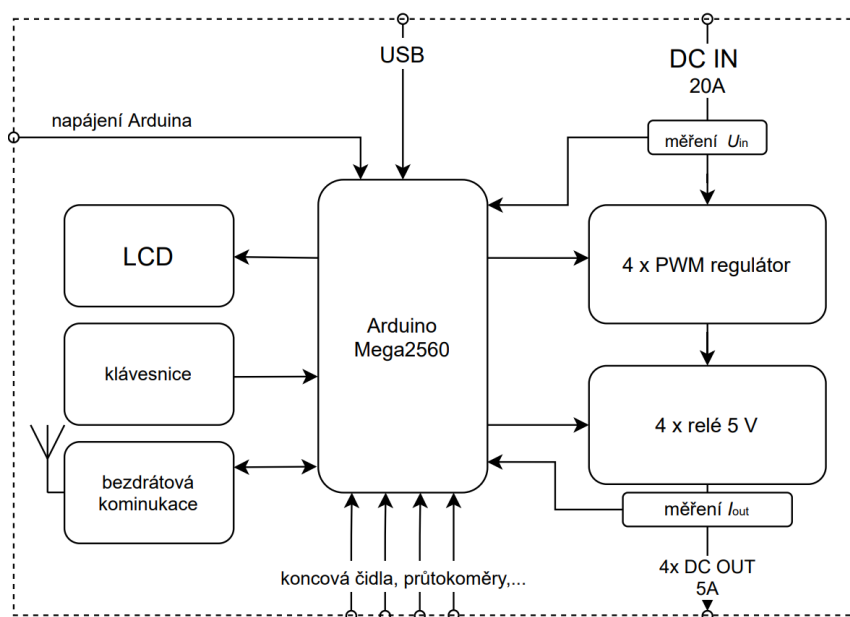 USB
DC IN
20A
napájení Arduina
měření Uin
LCD
4 x PWM regulátor
Arduino
Mega2560
klávesnice
4 x relé 5 V
bezdrátová
kominukace
měření Iout
koncová čidla, průtokoměry,...
4x DC OUT
5A